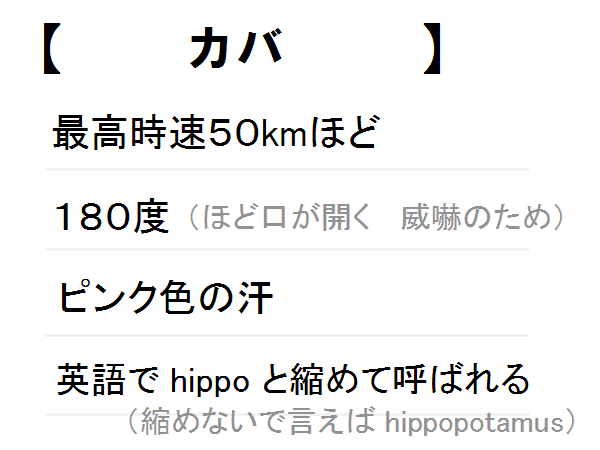 【 カバ 】
最高時速５０kmほど
１８０度（ほど口が開く　威嚇のため）
ピンク色の汗
英語で hippo と縮めて呼ばれる
（縮めないで言えば hippopotamus）